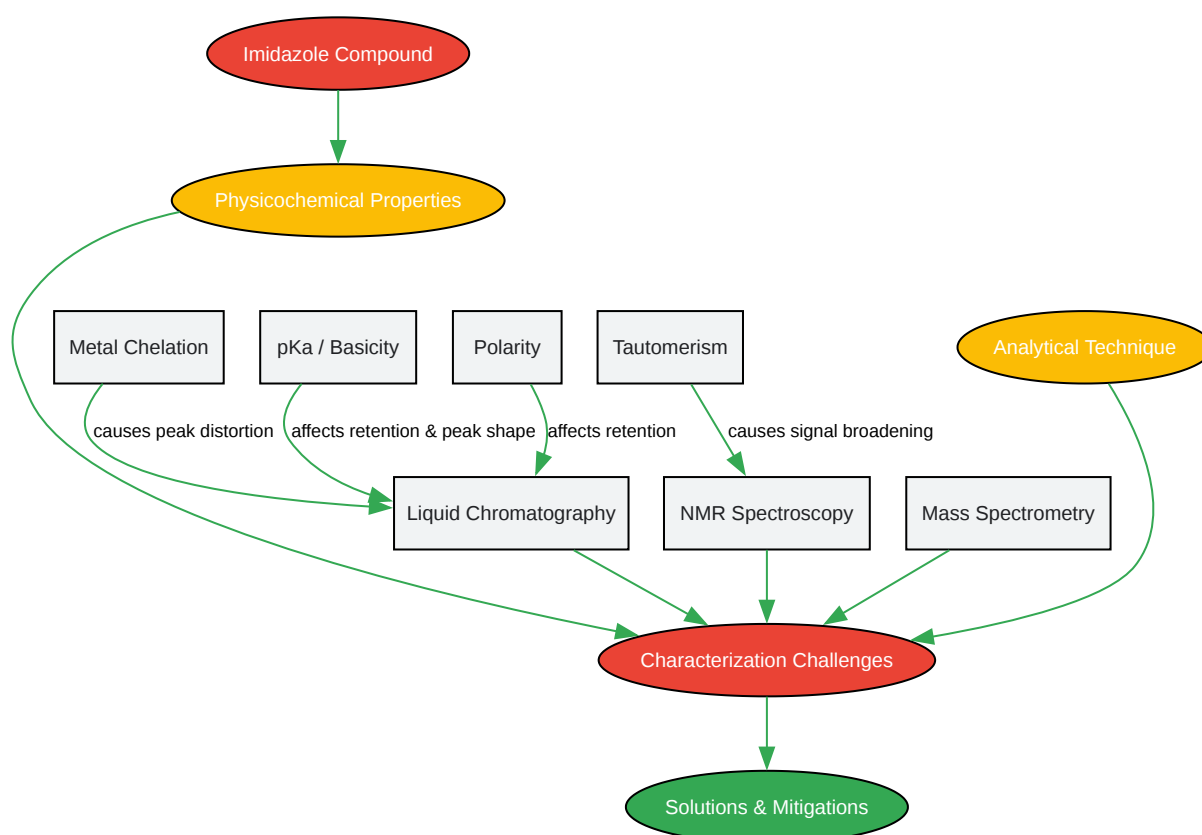 Imidazole Compound
Physicochemical Properties
Metal Chelation
pKa / Basicity
Polarity
Tautomerism
Analytical Technique
causes peak distortion
affects retention & peak shape
affects retention
causes signal broadening
Liquid Chromatography
NMR Spectroscopy
Mass Spectrometry
Characterization Challenges
Solutions & Mitigations